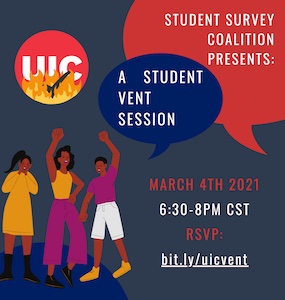 STUDENT SURVEY
COALITION
PRESENTS:
UIC
A STUDENT
VENT
SESSION
MARCH 4TH 2021
6:30-8PM CST
RSVP:
bit.ly/uicvent